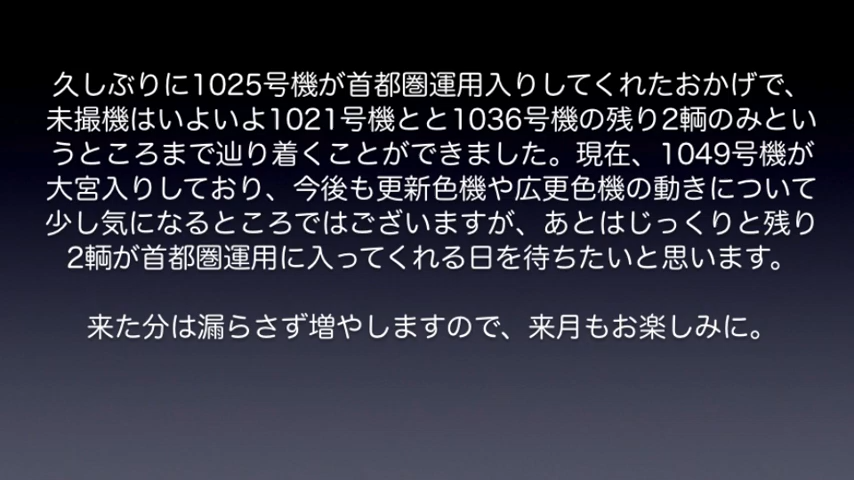 久しぶりに1025号機が首都圏運用入りしてくれたおかげで、
未撮機はいよいよ1021号機とと1036号機の残り2輌のみとい
うところまで辿り着くことができました。現在、1049号機が
大宮入りしており、今後も更新色機や広更色機の動きについて
少し気になるところではございますが、あとはじっくりと残り
2輌が首都圏運用に入ってくれる日を待ちたいと思います。
来た分は漏らさず増やしますので、来月もお楽しみに。